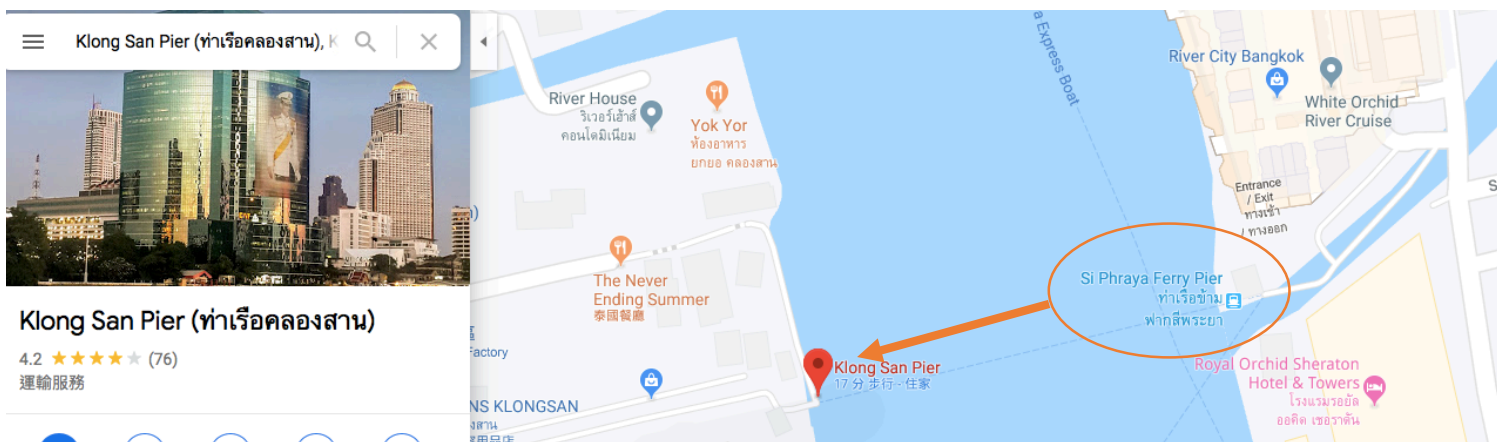 Klong San Pier (ท่าเรือคลองสาน), K
Klong San Pier (ท่าเรือคลองสาน)
4.2 ★★★★★ (76)
運輸服務
a Express Boat
River City Bangkok
White Orchid
River Cruise
River House
ริเวอร์เฮ้าส์
คอนโดมิเนียม
Yok Yor
ห้องอาหาร
ยกยอ คลองสาน
Entrance
/ Exit
ทางเข้า
/ ทางออก
The Never
Ending Summer
泰國餐廳
Si Phraya Ferry Pier
ท่าเรือข้าม
ฟากสี่พระยา
Factory
Klong San Pier
17 分 步行 - 住家
Royal Orchid Sheraton
Hotel & Towers
โรงแรมรอยัล
ออคิด เชอราตัน
NS KLONGSAN